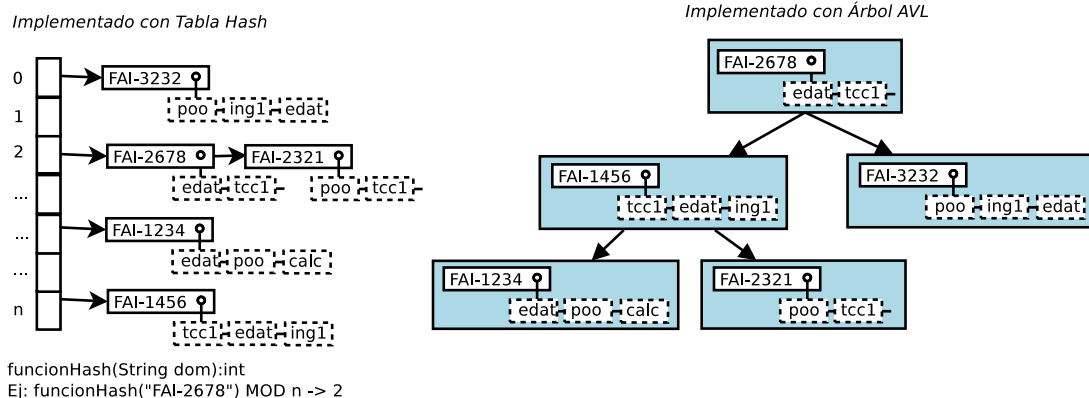 Implementado con Tabla Hash
0
FAI-3232
poo ing1 edat
1
2
FAI-2678 FAI-2321
edat tcc1 poo tcc1
...
...
FAI-1234
edat poo calc
...
n
FAI-1456
tcc1 edat ing1
funcionHash(String dom):int
Ej: funcionHash("FAI-2678") MOD n -> 2
Implementado con Árbol AVL
FAI-2678
edat tcc1
FAI-1456
tcc1 edat ing1
FAI-3232
poo ing1 edat
FAI-1234
edat poo calc
FAI-2321
poo tcc1